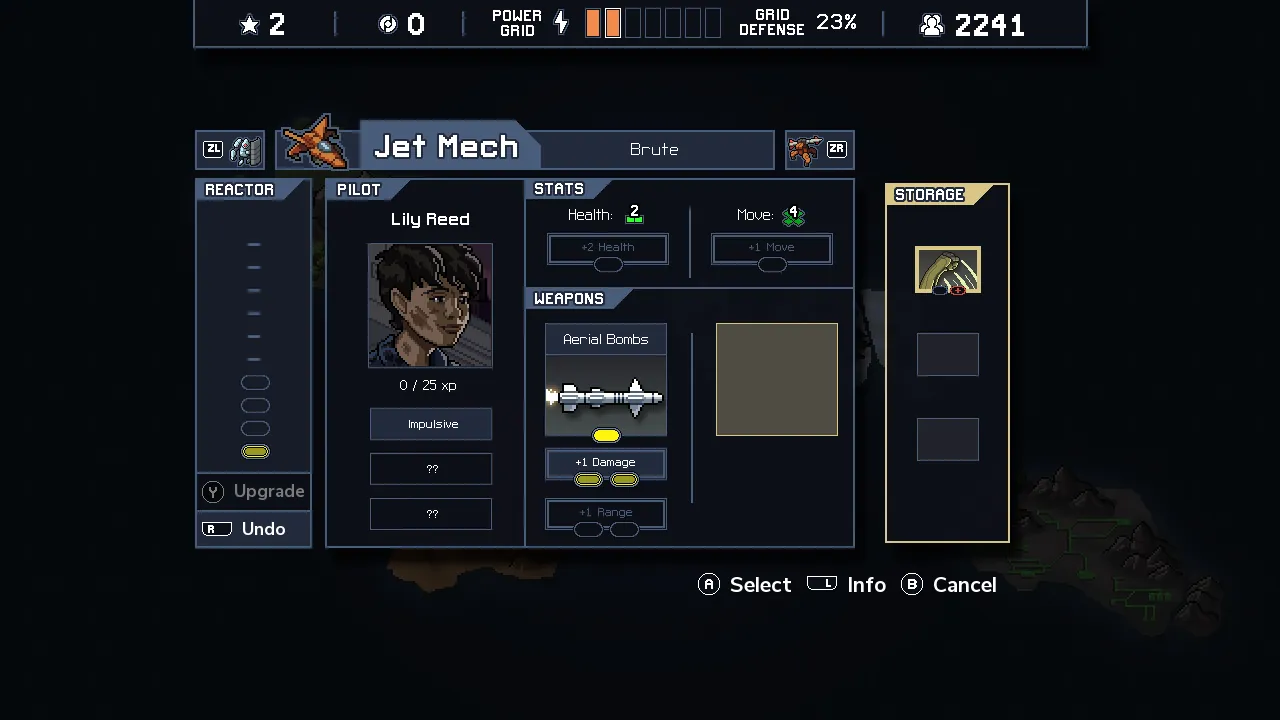 2
0
POWER GRID
GRID DEFENSE 23%
2241
ZL
Jet Mech
Brute
ZR
REACTOR
PILOT
STATS
STORAGE
Lily Reed
Health: 2
Move: 4
+2 Health
+1 Move
WEAPONS
Aerial Bombs
0 / 25 xp
Impulsive
??
??
+1 Damage
+1 Range
Y Upgrade
R Undo
A Select L Info B Cancel